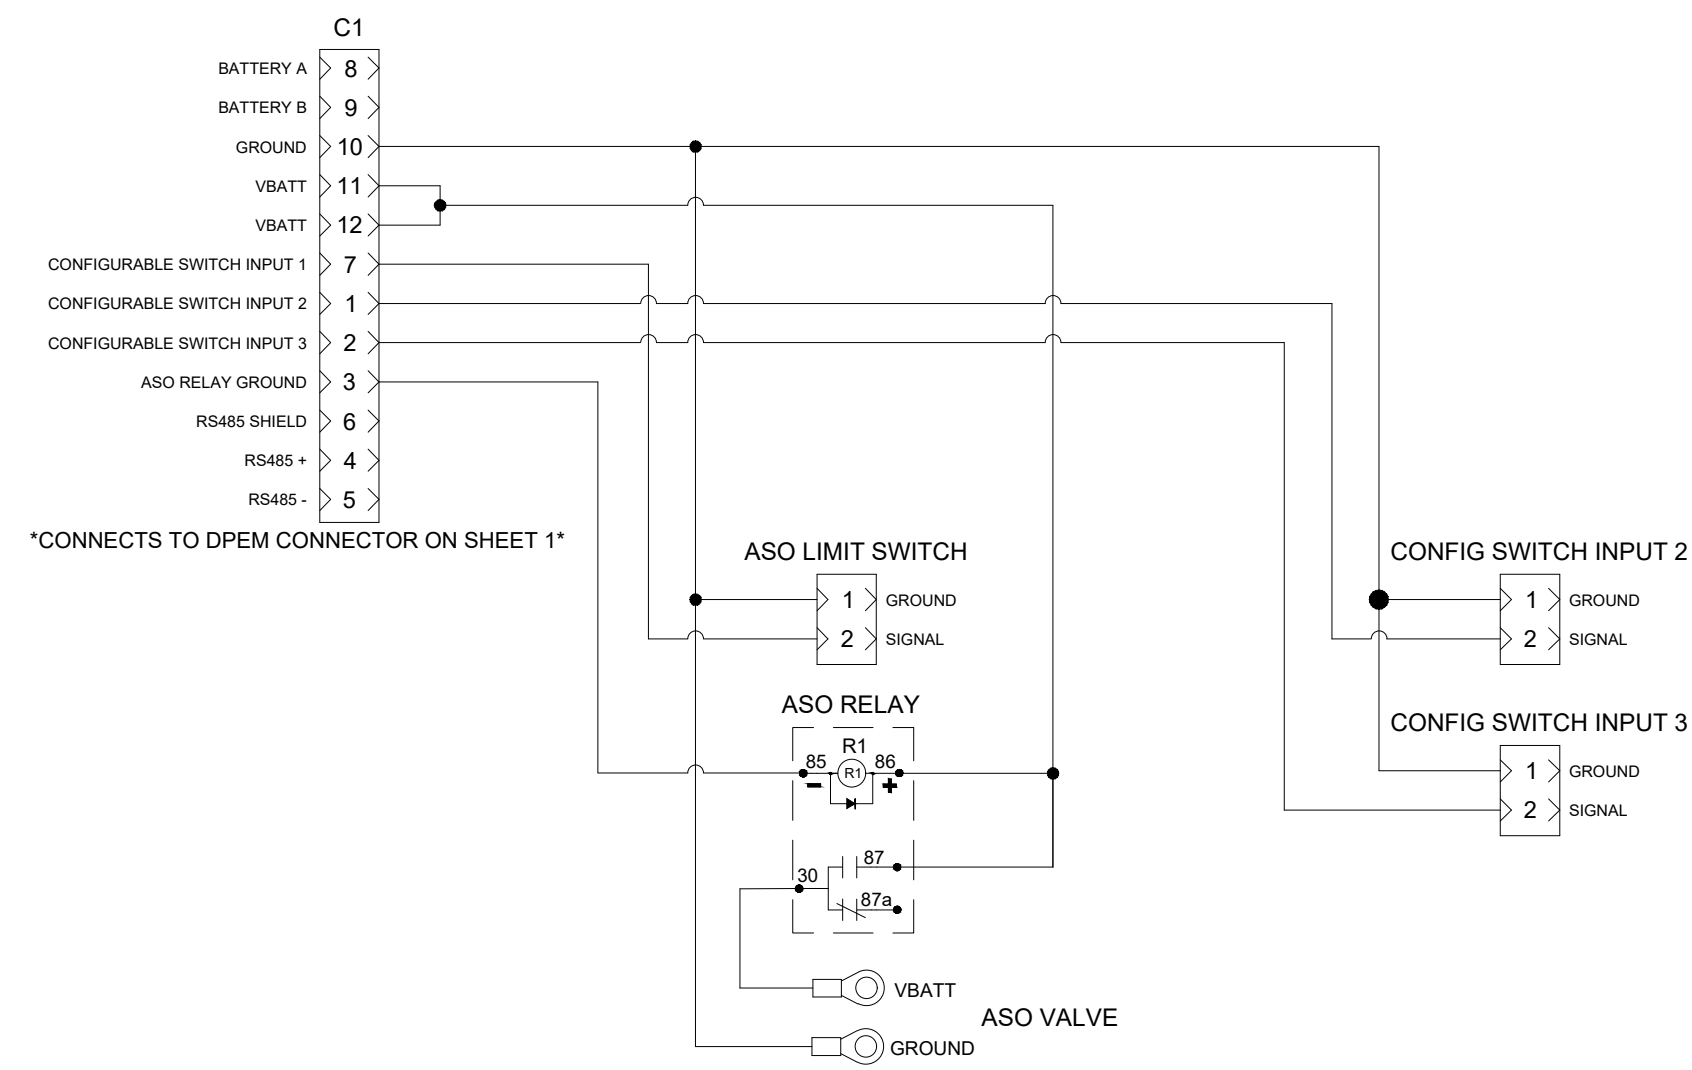 C1
BATTERY A 8
BATTERY B 9
GROUND 10
VBATT 11
VBATT 12
CONFIGURABLE SWITCH INPUT 1 7
CONFIGURABLE SWITCH INPUT 2 1
CONFIGURABLE SWITCH INPUT 3 2
ASO RELAY GROUND 3
RS485 SHIELD 6
RS485 + 4
RS485 - 5
*CONNECTS TO DPEM CONNECTOR ON SHEET 1*
ASO LIMIT SWITCH
1 GROUND
2 SIGNAL
CONFIG SWITCH INPUT 2
1 GROUND
2 SIGNAL
ASO RELAY
R1
85 R1 86
- +
87
30
87a
CONFIG SWITCH INPUT 3
1 GROUND
2 SIGNAL
VBATT
ASO VALVE
GROUND